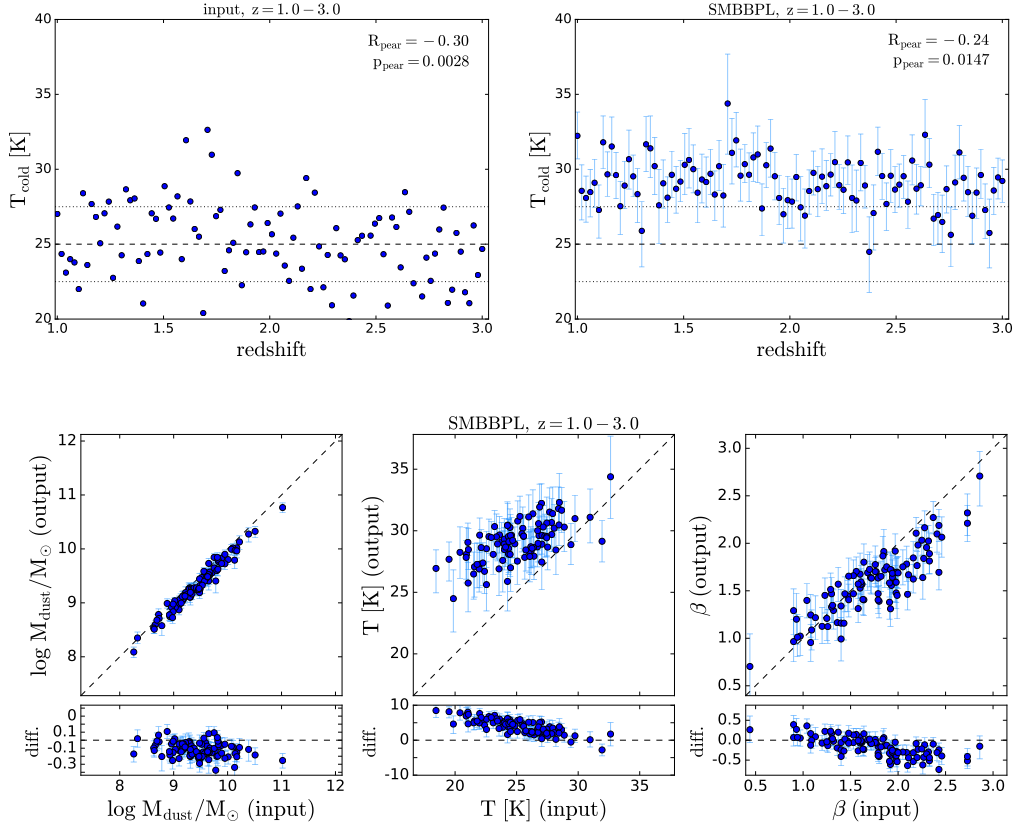 input, z = 1.0 − 3.0
R_pear = −0.30
p_pear = 0.0028
40
35
30
25
20
T_cold [K]
1.0 1.5 2.0 2.5 3.0
redshift
SMBBPL, z = 1.0 − 3.0
R_pear = −0.24
p_pear = 0.0147
40
35
30
25
20
T_cold [K]
1.0 1.5 2.0 2.5 3.0
redshift
12
11
10
9
8
log M_dust/M_⊙ (output)
0
0.1
-0.1
-0.3
diff.
8 9 10 11 12
log M_dust/M_⊙ (input)
SMBBPL, z = 1.0 − 3.0
35
30
25
20
T [K] (output)
10
0
-10
diff.
20 25 30 35
T [K] (input)
3.0
2.5
2.0
1.5
1.0
0.5
β (output)
0.5
0.0
-0.5
diff.
0.5 1.0 1.5 2.0 2.5 3.0
β (input)